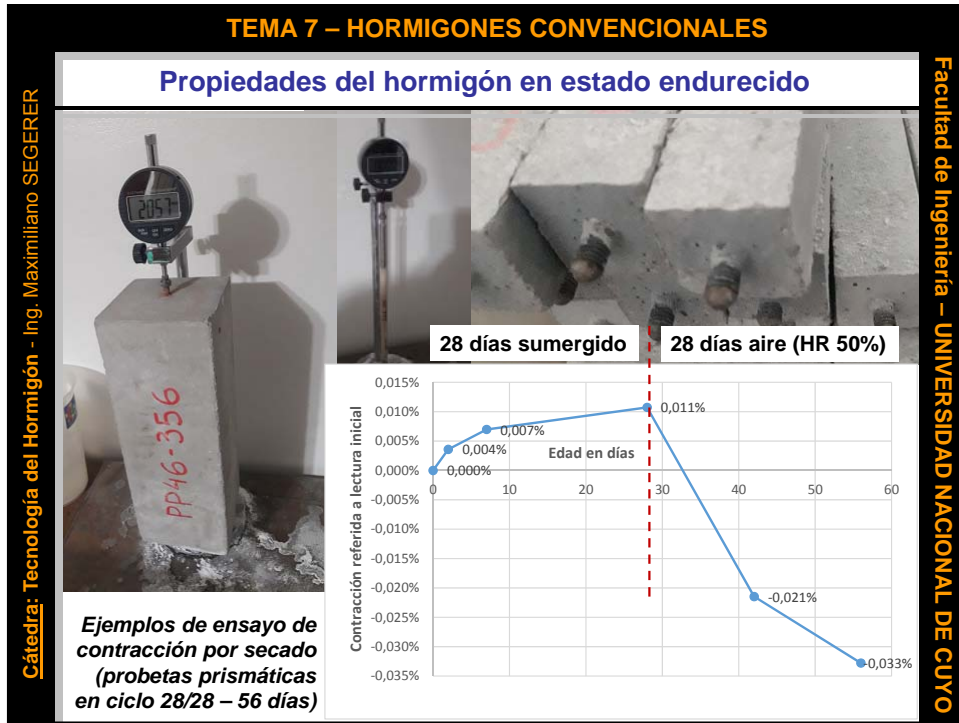 TEMA 7 – HORMIGONES CONVENCIONALES
Propiedades del hormigón en estado endurecido
Cátedra: Tecnología del Hormigón - Ing. Maximiliano SEGERER
Facultad de Ingeniería – UNIVERSIDAD NACIONAL DE CUYO
2.057
PP46-356
28 días sumergido
28 días aire (HR 50%)
Contracción referida a lectura inicial
0,015%
0,010%
0,005%
0,000%
-0,005%
-0,010%
-0,015%
-0,020%
-0,025%
-0,030%
-0,035%
0
10
20
30
40
50
60
Edad en días
0,000%
0,004%
0,007%
0,011%
-0,021%
-0,033%
Ejemplos de ensayo de
contracción por secado
(probetas prismáticas
en ciclo 28/28 – 56 días)